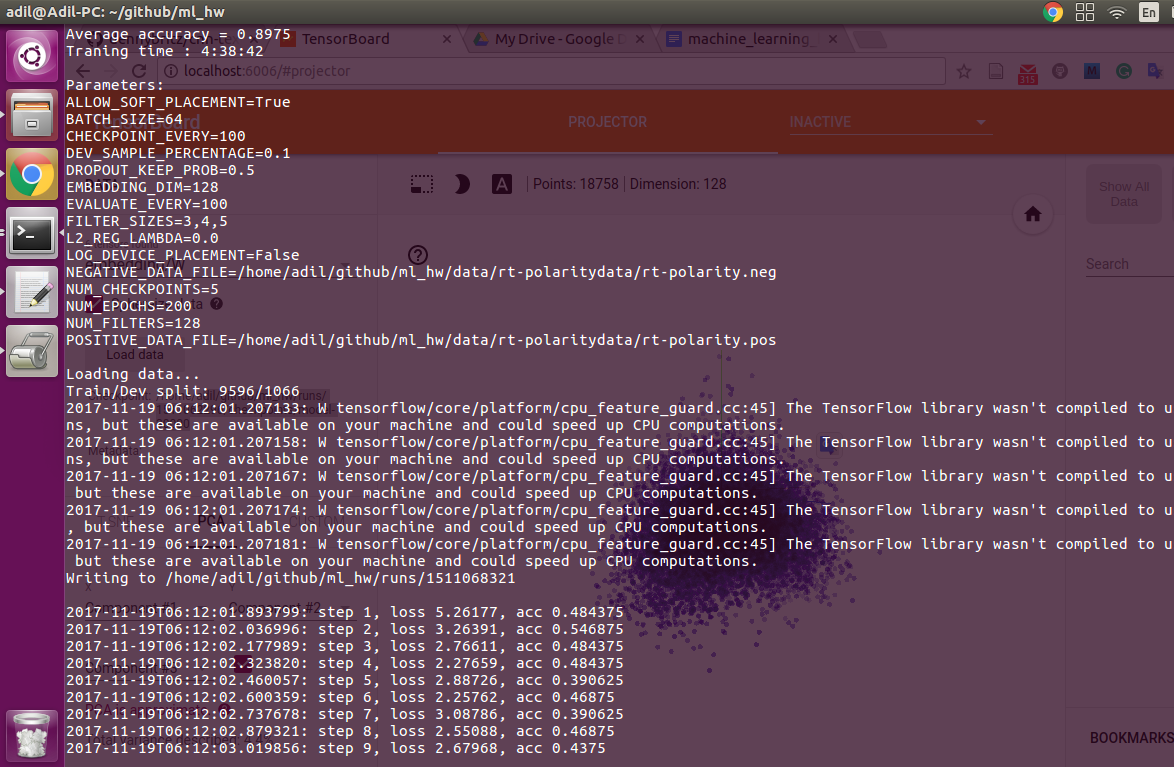 adil@Adil-PC: ~/github/ml_hw
En
Average accuracy = 0.8975
Traning time : 4:38:42
Parameters:
ALLOW_SOFT_PLACEMENT=True
BATCH_SIZE=64
CHECKPOINT_EVERY=100
DEV_SAMPLE_PERCENTAGE=0.1
DROPOUT_KEEP_PROB=0.5
EMBEDDING_DIM=128
EVALUATE_EVERY=100
FILTER_SIZES=3,4,5
L2_REG_LAMBDA=0.0
LOG_DEVICE_PLACEMENT=False
NEGATIVE_DATA_FILE=/home/adil/github/ml_hw/data/rt-polaritydata/rt-polarity.neg
NUM_CHECKPOINTS=5
NUM_EPOCHS=200
NUM_FILTERS=128
POSITIVE_DATA_FILE=/home/adil/github/ml_hw/data/rt-polaritydata/rt-polarity.pos
Loading data...
Train/Dev split: 9596/1066
2017-11-19 06:12:01.207133: W tensorflow/core/platform/cpu_feature_guard.cc:45] The TensorFlow library wasn't compiled to u
ns, but these are available on your machine and could speed up CPU computations.
2017-11-19 06:12:01.207158: W tensorflow/core/platform/cpu_feature_guard.cc:45] The TensorFlow library wasn't compiled to u
ns, but these are available on your machine and could speed up CPU computations.
2017-11-19 06:12:01.207167: W tensorflow/core/platform/cpu_feature_guard.cc:45] The TensorFlow library wasn't compiled to u
but these are available on your machine and could speed up CPU computations.
2017-11-19 06:12:01.207174: W tensorflow/core/platform/cpu_feature_guard.cc:45] The TensorFlow library wasn't compiled to u
, but these are available on your machine and could speed up CPU computations.
2017-11-19 06:12:01.207181: W tensorflow/core/platform/cpu_feature_guard.cc:45] The TensorFlow library wasn't compiled to u
but these are available on your machine and could speed up CPU computations.
Writing to /home/adil/github/ml_hw/runs/1511068321
2017-11-19T06:12:01.893799: step 1, loss 5.26177, acc 0.484375
2017-11-19T06:12:02.036996: step 2, loss 3.26391, acc 0.546875
2017-11-19T06:12:02.177989: step 3, loss 2.76611, acc 0.484375
2017-11-19T06:12:02.323820: step 4, loss 2.27659, acc 0.484375
2017-11-19T06:12:02.460057: step 5, loss 2.88726, acc 0.390625
2017-11-19T06:12:02.600359: step 6, loss 2.25762, acc 0.46875
2017-11-19T06:12:02.737678: step 7, loss 3.08786, acc 0.390625
2017-11-19T06:12:02.879321: step 8, loss 2.55088, acc 0.46875
2017-11-19T06:12:03.019856: step 9, loss 2.67968, acc 0.4375
TensorBoard
My Drive - Google D
machine_learning_
localhost:6006/#projector
315
PROJECTOR
INACTIVE
Points: 18758
Dimension: 128
Show All
Data
Search
Load data
PCA
CUSTOM
Component #2
Total variance described: 4.4%
BOOKMARKS